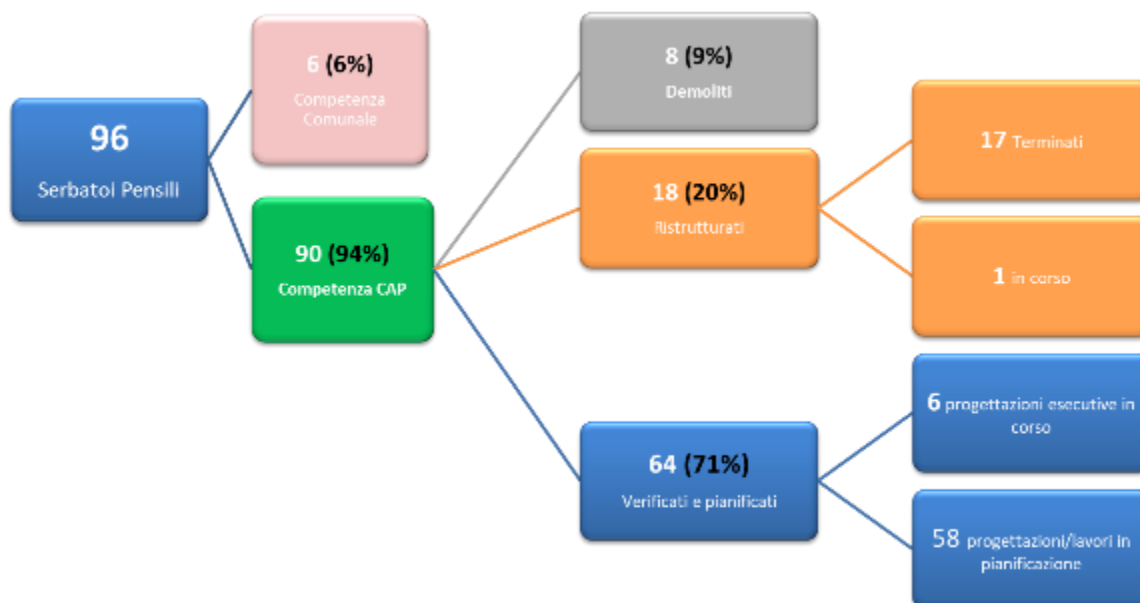 96
Serbatoi Pensili
6 (6%)
Competenza
Comunale
90 (94%)
Competenza CAP
8 (9%)
Demoliti
18 (20%)
Ristrutturati
17 Terminati
1 in corso
64 (71%)
Verificati e pianificati
6 progettazioni esecutive in
corso
58 progettazioni/lavori in
pianificazione